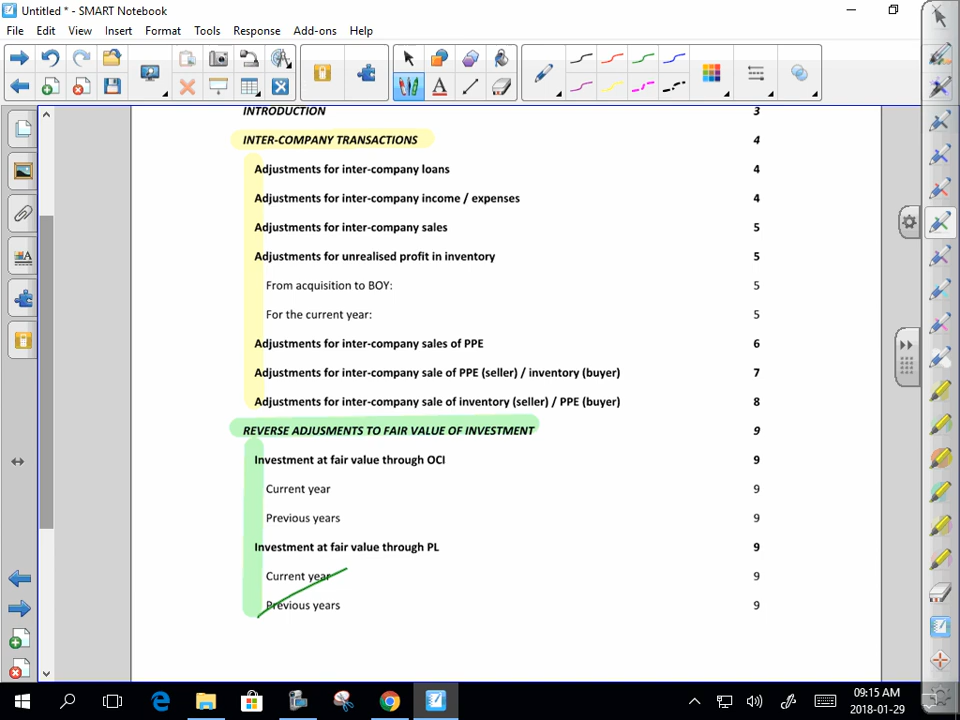 Untitled * - SMART Notebook
File Edit View Insert Format Tools Response Add-ons Help
INTRODUCTION 3
INTER-COMPANY TRANSACTIONS 4
Adjustments for inter-company loans 4
Adjustments for inter-company income / expenses 4
Adjustments for inter-company sales 5
Adjustments for unrealised profit in inventory 5
From acquisition to BOY: 5
For the current year: 5
Adjustments for inter-company sales of PPE 6
Adjustments for inter-company sale of PPE (seller) / inventory (buyer) 7
Adjustments for inter-company sale of inventory (seller) / PPE (buyer) 8
REVERSE ADJUSMENTS TO FAIR VALUE OF INVESTMENT 9
Investment at fair value through OCI 9
Current year 9
Previous years 9
Investment at fair value through PL 9
Current year 9
Previous years 9
09:15 AM
2018-01-29